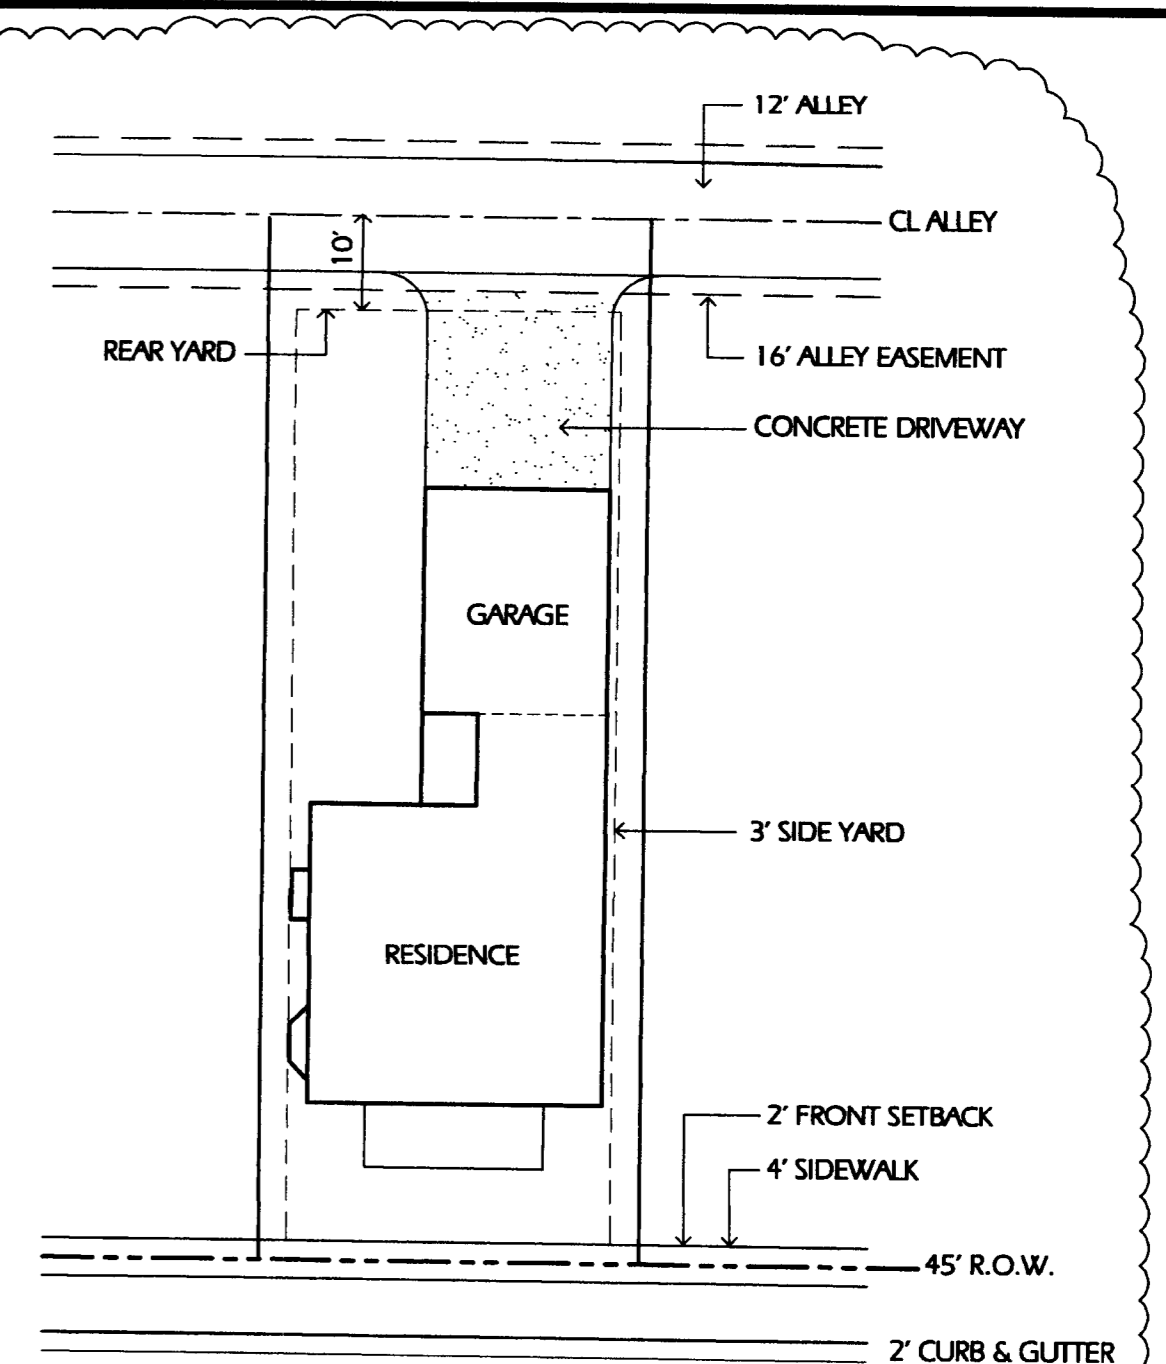 12' ALLEY
CL ALLEY
10'
REAR YARD
16' ALLEY EASEMENT
CONCRETE DRIVEWAY
GARAGE
3' SIDE YARD
RESIDENCE
2' FRONT SETBACK
4' SIDEWALK
45' R.O.W.
2' CURB & GUTTER